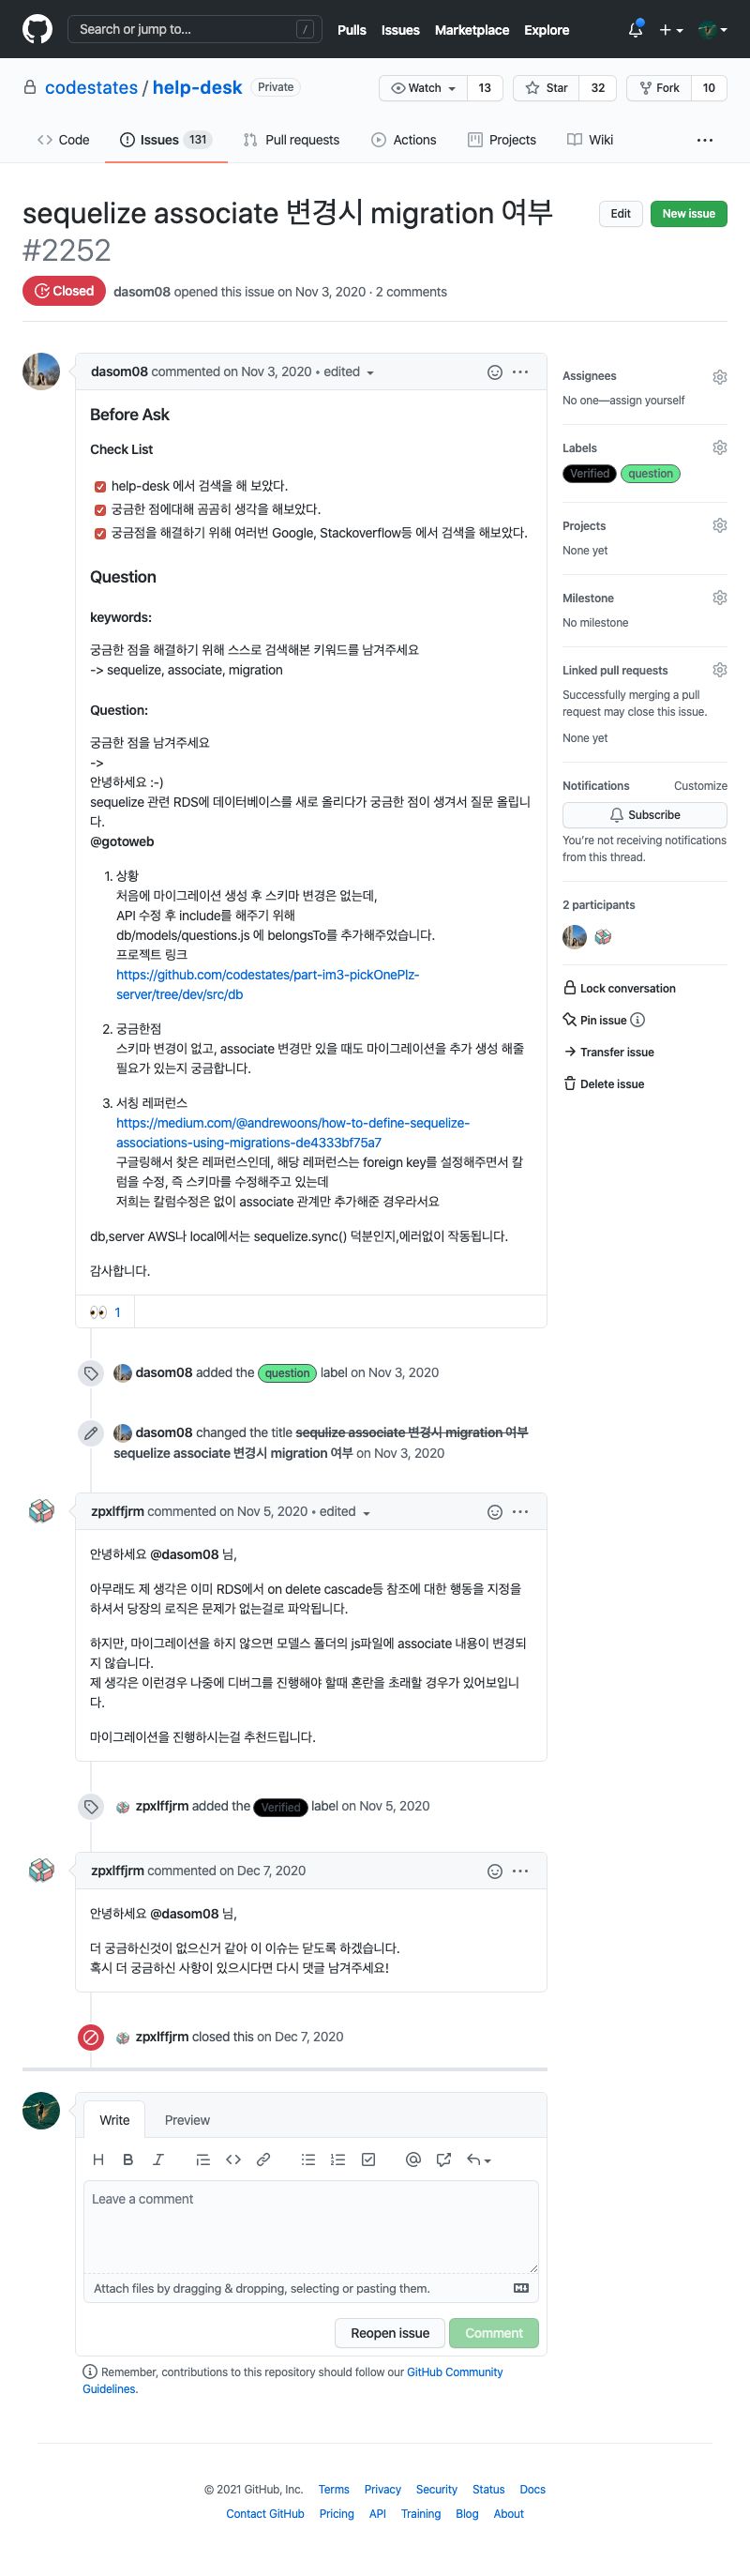 Search or jump to... /
Pulls Issues Marketplace Explore
codestates / help-desk Private
Watch 13 Star 32 Fork 10
Code Issues 131 Pull requests Actions Projects Wiki
sequelize associate 변경시 migration 여부
#2252
Edit New issue
Closed dasom08 opened this issue on Nov 3, 2020 · 2 comments
dasom08 commented on Nov 3, 2020 • edited
Before Ask
Check List
help-desk 에서 검색을 해 보았다.
궁금한 점에대해 곰곰히 생각을 해보았다.
궁금점을 해결하기 위해 여러번 Google, Stackoverflow등 에서 검색을 해보았다.
Question
keywords:
궁금한 점을 해결하기 위해 스스로 검색해본 키워드를 남겨주세요
-> sequelize, associate, migration
Question:
궁금한 점을 남겨주세요
->
안녕하세요 :-)
sequelize 관련 RDS에 데이터베이스를 새로 올리다가 궁금한 점이 생겨서 질문 올립니
다.
@gotoweb
1. 상황
처음에 마이그레이션 생성 후 스키마 변경은 없는데,
API 수정 후 include를 해주기 위해
db/models/questions.js 에 belongsTo를 추가해주었습니다.
프로젝트 링크
https://github.com/codestates/part-im3-pickOnePlz-
server/tree/dev/src/db
2. 궁금한점
스키마 변경이 없고, associate 변경만 있을 때도 마이그레이션을 추가 생성 해줄
필요가 있는지 궁금합니다.
3. 서칭 레퍼런스
https://medium.com/@andrewoons/how-to-define-sequelize-
associations-using-migrations-de4333bf75a7
구글링해서 찾은 레퍼런스인데, 해당 레퍼런스는 foreign key를 설정해주면서 칼
럼을 수정, 즉 스키마를 수정해주고 있는데
저희는 칼럼수정은 없이 associate 관계만 추가해준 경우라서요
db,server AWS나 local에서는 sequelize.sync() 덕분인지,에러없이 작동됩니다.
감사합니다.
👀 1
Assignees
No one—assign yourself
Labels
Verified question
Projects
None yet
Milestone
No milestone
Linked pull requests
Successfully merging a pull
request may close this issue.
None yet
Notifications Customize
Subscribe
You're not receiving notifications
from this thread.
2 participants
Lock conversation
Pin issue
Transfer issue
Delete issue
dasom08 added the question label on Nov 3, 2020
dasom08 changed the title sequlize associate 변경시 migration 여부
sequelize associate 변경시 migration 여부 on Nov 3, 2020
zpxlffjrm commented on Nov 5, 2020 • edited
안녕하세요 @dasom08 님,
아무래도 제 생각은 이미 RDS에서 on delete cascade등 참조에 대한 행동을 지정을
하셔서 당장의 로직은 문제가 없는걸로 파악됩니다.
하지만, 마이그레이션을 하지 않으면 모델스 폴더의 js파일에 associate 내용이 변경되
지 않습니다.
제 생각은 이런경우 나중에 디버그를 진행해야 할때 혼란을 초래할 경우가 있어보입니
다.
마이그레이션을 진행하시는걸 추천드립니다.
zpxlffjrm added the Verified label on Nov 5, 2020
zpxlffjrm commented on Dec 7, 2020
안녕하세요 @dasom08 님,
더 궁금하신것이 없으신거 같아 이 이슈는 닫도록 하겠습니다.
혹시 더 궁금하신 사항이 있으시다면 다시 댓글 남겨주세요!
zpxlffjrm closed this on Dec 7, 2020
Write Preview
Leave a comment
Attach files by dragging & dropping, selecting or pasting them.
Reopen issue Comment
Remember, contributions to this repository should follow our GitHub Community
Guidelines.
© 2021 GitHub, Inc. Terms Privacy Security Status Docs
Contact GitHub Pricing API Training Blog About